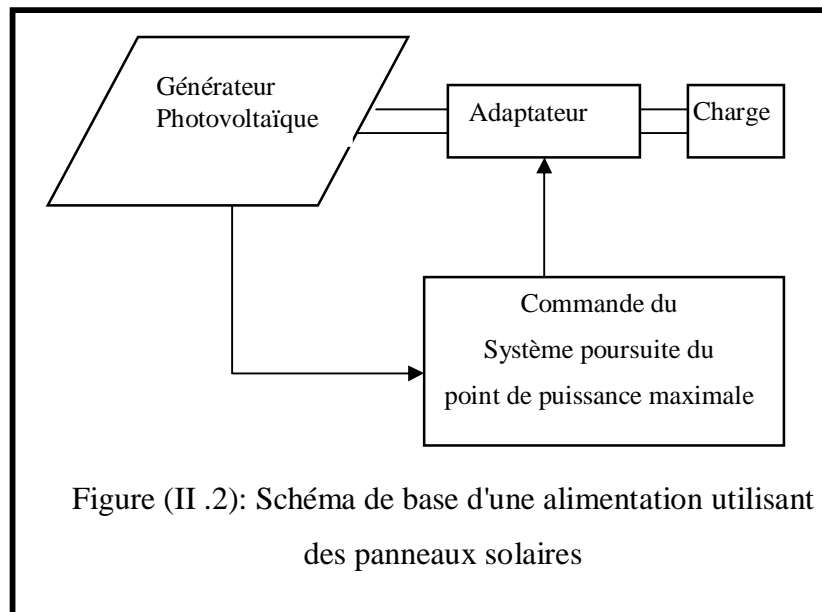 Générateur
Photovoltaïque
Adaptateur
Charge
Commande du
Système poursuite du
point de puissance maximale
Figure (II .2): Schéma de base d'une alimentation utilisant
des panneaux solaires